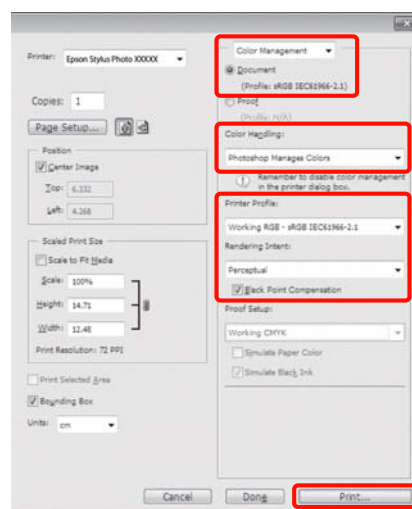 Printer: Epson Stylus Photo XXXXX
Copies: 1
Page Setup...
Position
Center Image
Top: 6.332
Left: 4.268
Scaled Print Size
Scale to Fit Media
Scale: 100%
Height: 14.71
Width: 12.48
Print Resolution: 72 PPI
Print Selected Area
Bounding Box
Units: cm
Color Management
Document
(Profile: sRGB IEC61966-2.1)
Proof
(Profile: N/A)
Color Handling:
Photoshop Manages Colors
Remember to disable color management
in the printer dialog box.
Printer Profile:
Working RGB - sRGB IEC61966-2.1
Rendering Intent:
Perceptual
Black Point Compensation
Proof Setup:
Working CMYK
Simulate Paper Color
Simulate Black Ink
Cancel
Done
Print...